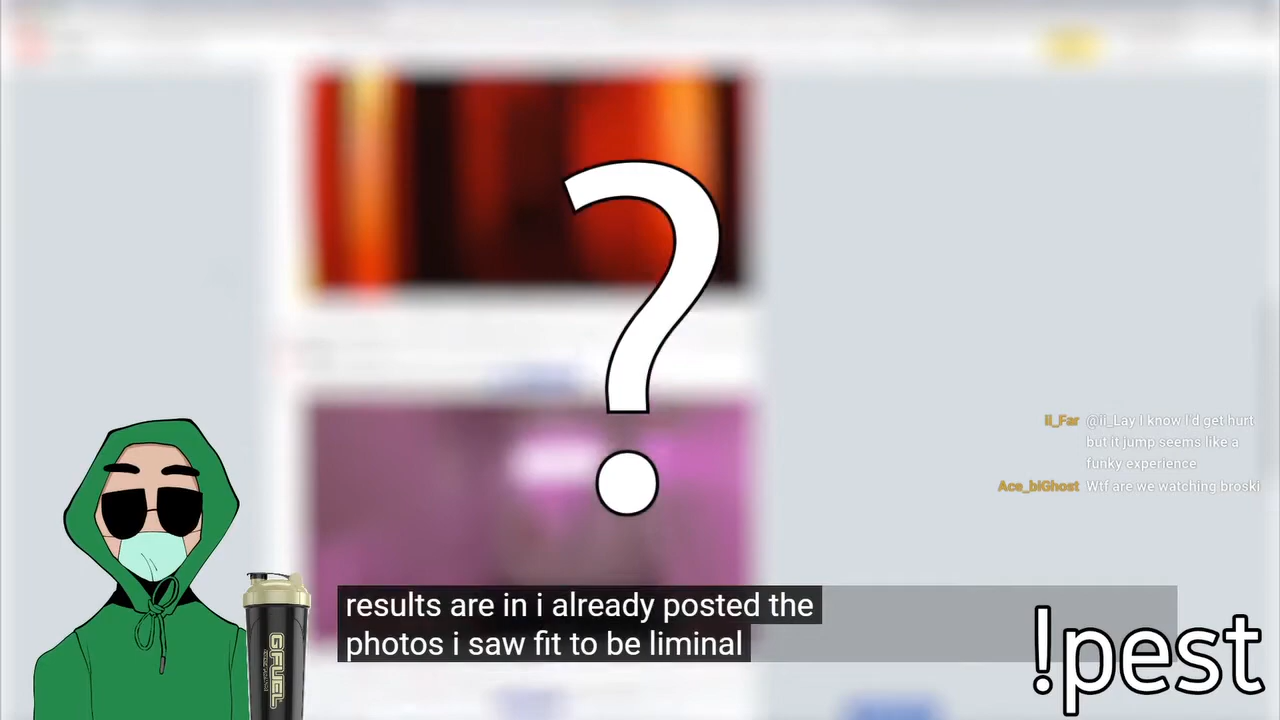 ?
Il_Far @ii_Lay I know I'd get hurt
but it jump seems like a
funky experience
Ace_biGhost Wtf are we watching broski
results are in i already posted the
photos i saw fit to be liminal
GFUEL
!pest